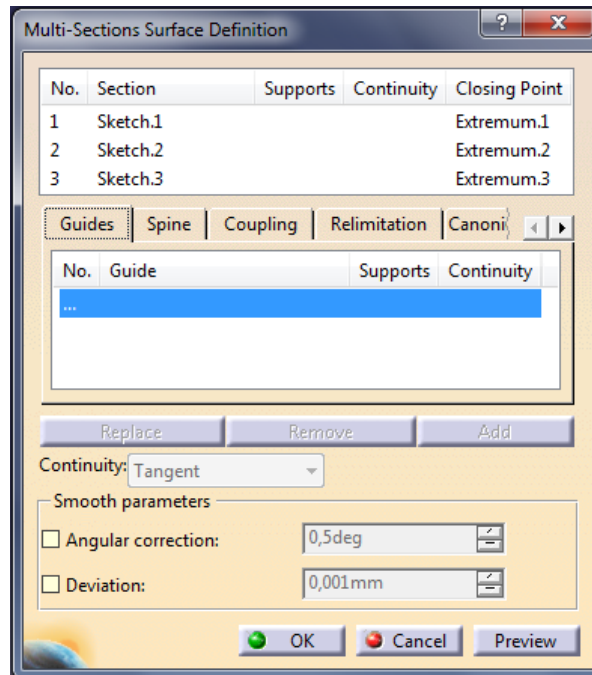 Multi-Sections Surface Definition
No. Section Supports Continuity Closing Point
1 Sketch.1 Extremum.1
2 Sketch.2 Extremum.2
3 Sketch.3 Extremum.3
Guides Spine Coupling Relimitation Canoni
No. Guide Supports Continuity
...
Replace Remove Add
Continuity: Tangent
Smooth parameters
Angular correction: 0,5deg
Deviation: 0,001mm
OK Cancel Preview